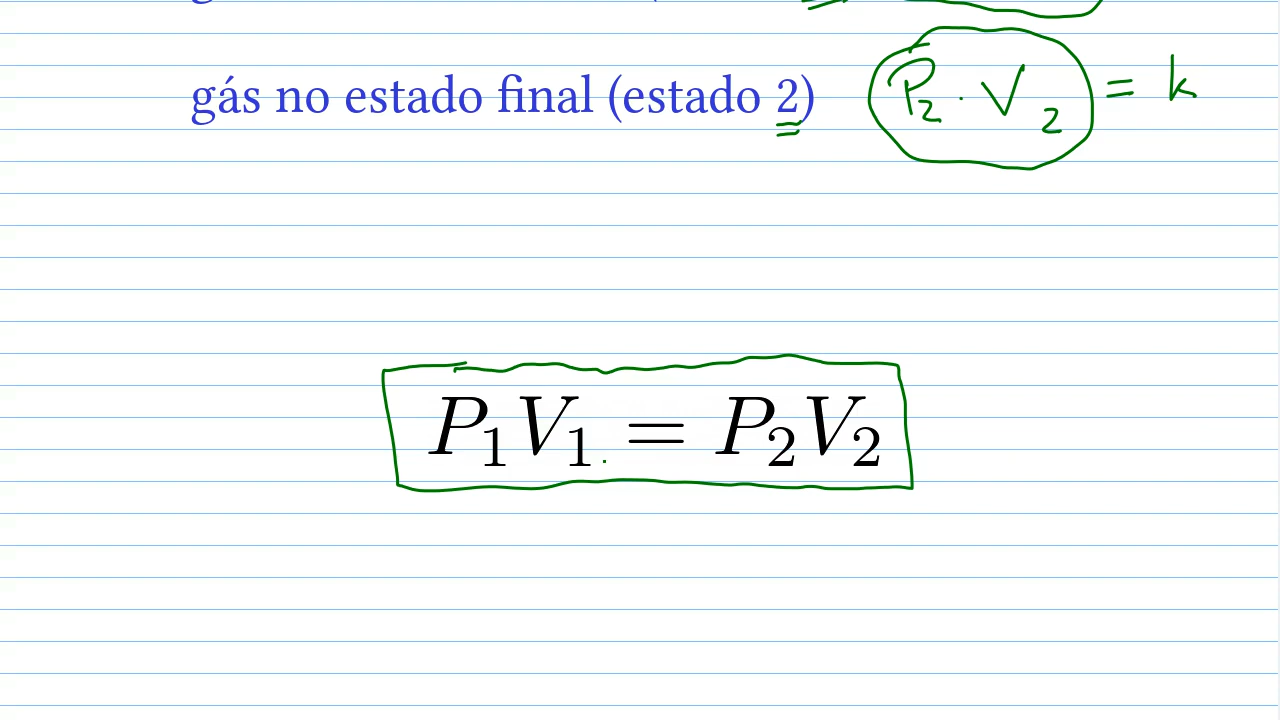 gás no estado final (estado 2) P₂ · V₂ = k
P₁V₁ = P₂V₂